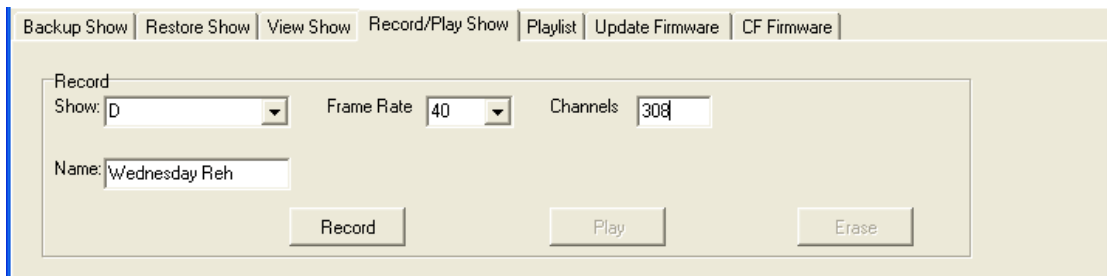 Backup Show Restore Show View Show Record/Play Show Playlist Update Firmware CF Firmware
Record
Show: D Frame Rate 40 Channels 308
Name: Wednesday Reh
Record Play Erase